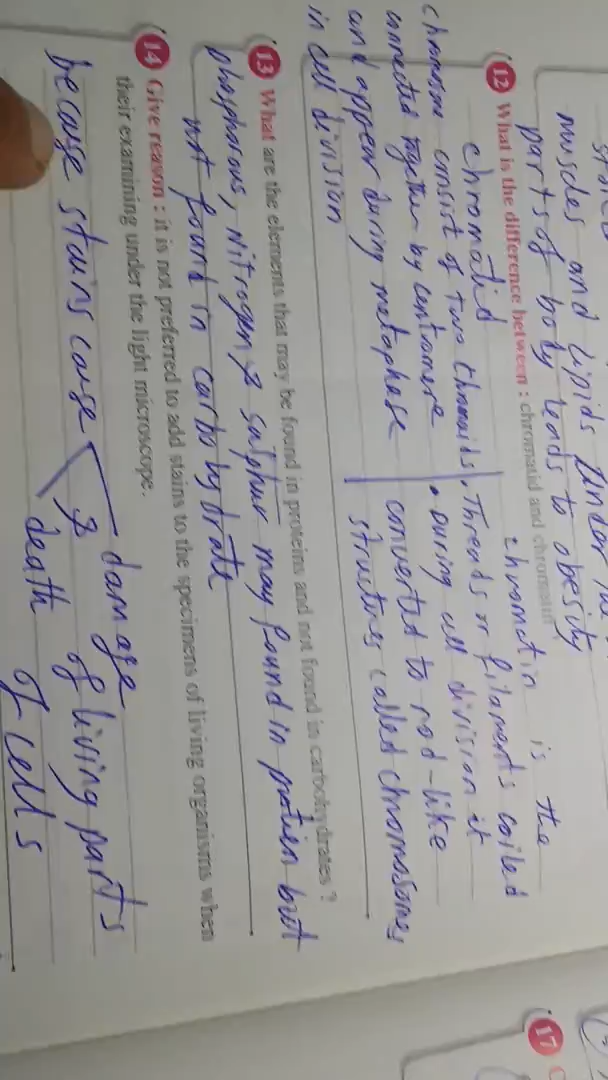 muscles and lipids under the
parts of body leads to obesity
12 What is the difference between : chromatid and chromatin
chromatid
chromosome consist of two chromatids
connected together by centromere
and appear during metaphase
in cell division
chromatin is the
• Threads or filaments coiled
• During cell division it
converted to rod-like
structures called chromosomes
13 What are the elements that may be found in proteins and not found in carbohydrates ?
phosphorous, Nitrogen & sulphur may found in protien but
not found in carbohydrate
14 Give reason : it is not preferred to add stains to the specimens of living organisms when
their examining under the light microscope.
because stains cause damage of living parts
& death of cells
17